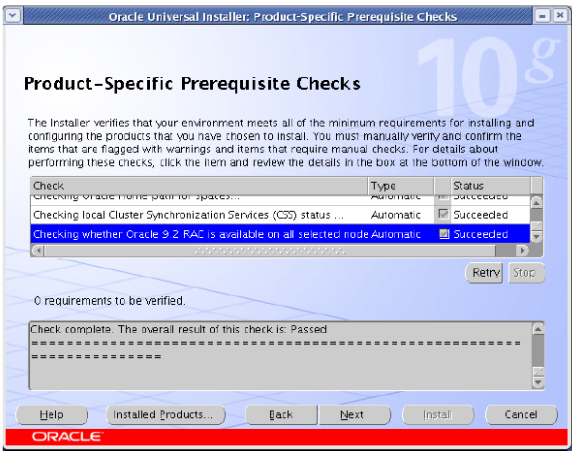 Oracle Universal Installer: Product-Specific Prerequisite Checks
10g
Product-Specific Prerequisite Checks
The Installer verifies that your environment meets all of the minimum requirements for installing and
configuring the products that you have chosen to install. You must manually verify and confirm the
items that are flagged with warnings and items that require manual checks. For details about
performing these checks, click the item and review the details in the box at the bottom of the window.
Check Type Status
Checking Oracle Home path for spaces... Automatic Succeeded
Checking local Cluster Synchronization Services (CSS) status ... Automatic Succeeded
Checking whether Oracle 9.2 RAC is available on all selected node Automatic Succeeded
Retry Stop
0 requirements to be verified.
Check complete. The overall result of this check is: Passed
========================================================
===============
Help Installed Products... Back Next Install Cancel
ORACLE